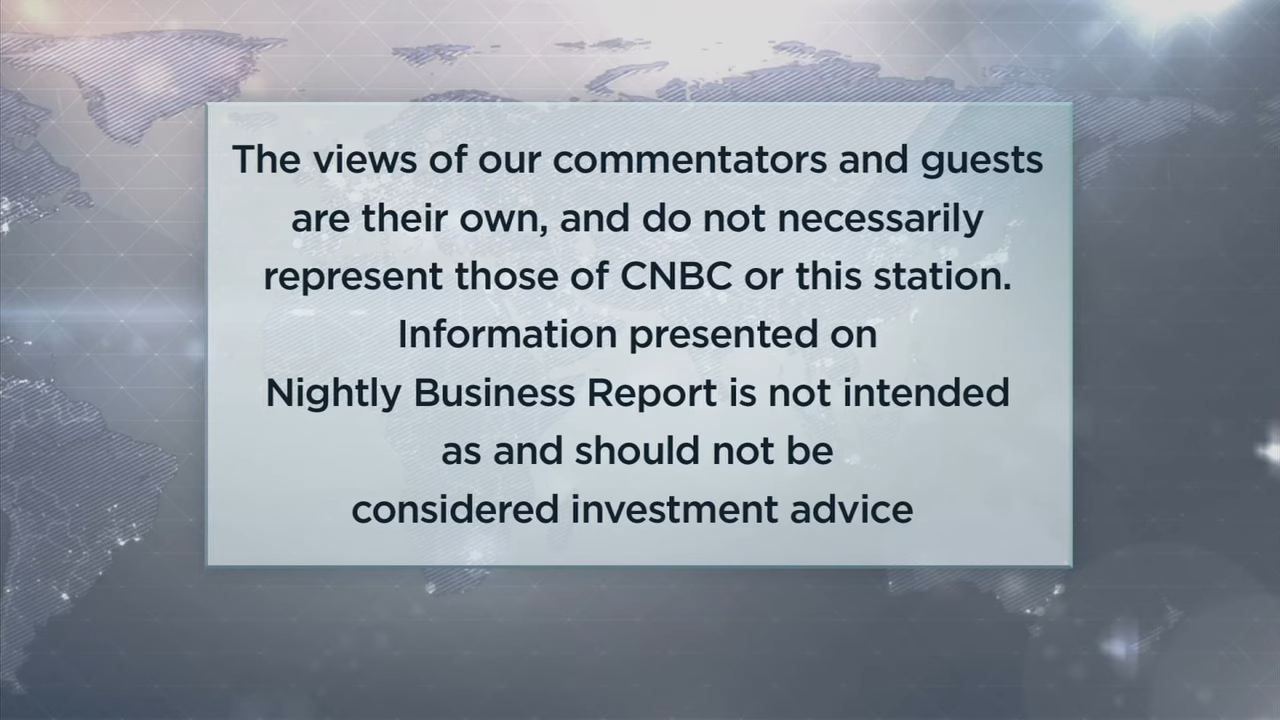 The views of our commentators and guests
are their own, and do not necessarily
represent those of CNBC or this station.
Information presented on
Nightly Business Report is not intended
as and should not be
considered investment advice